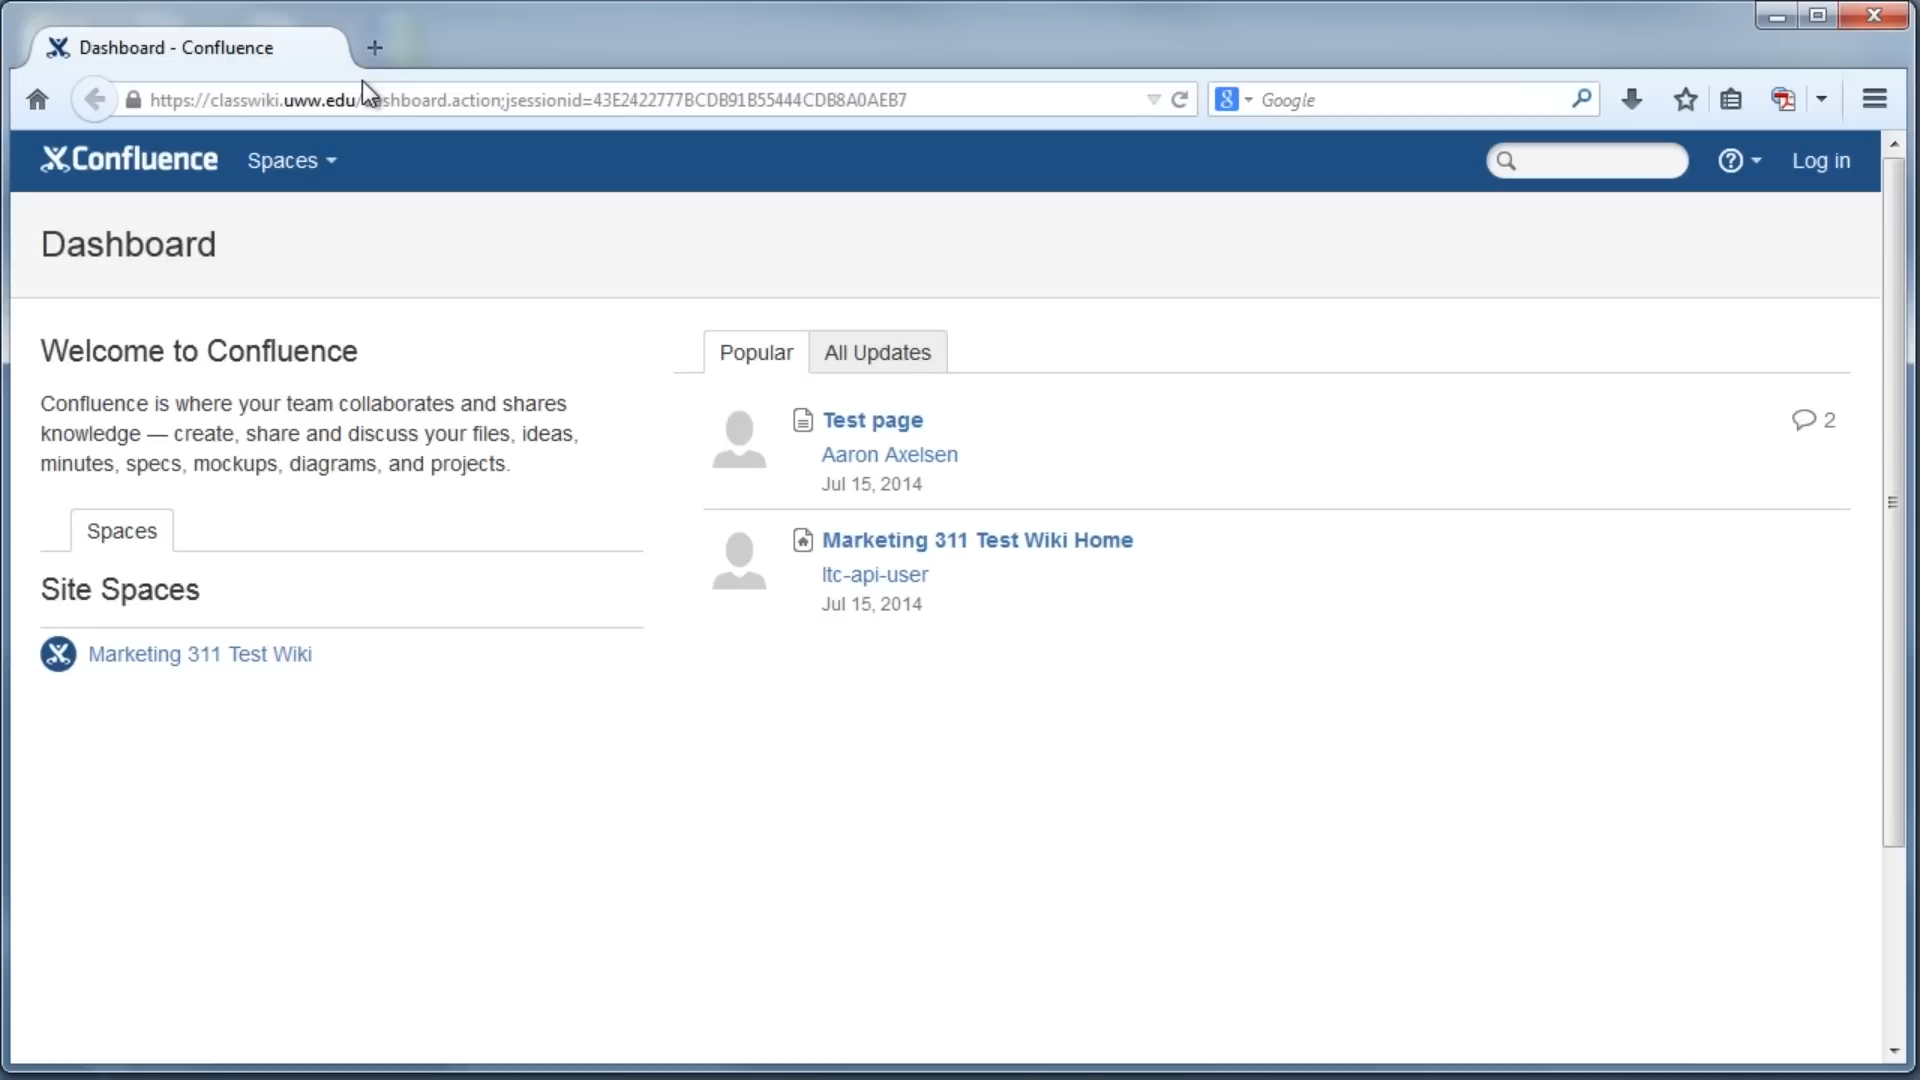 Dashboard - Confluence
https://classwiki.uww.edu/dashboard.action;jsessionid=43E2422777BCDB91B55444CDB8A0AEB7
Google
Confluence
Spaces
Log in
Dashboard
Welcome to Confluence
Confluence is where your team collaborates and shares
knowledge — create, share and discuss your files, ideas,
minutes, specs, mockups, diagrams, and projects.
Spaces
Site Spaces
Marketing 311 Test Wiki
Popular
All Updates
Test page
2
Aaron Axelsen
Jul 15, 2014
Marketing 311 Test Wiki Home
ltc-api-user
Jul 15, 2014